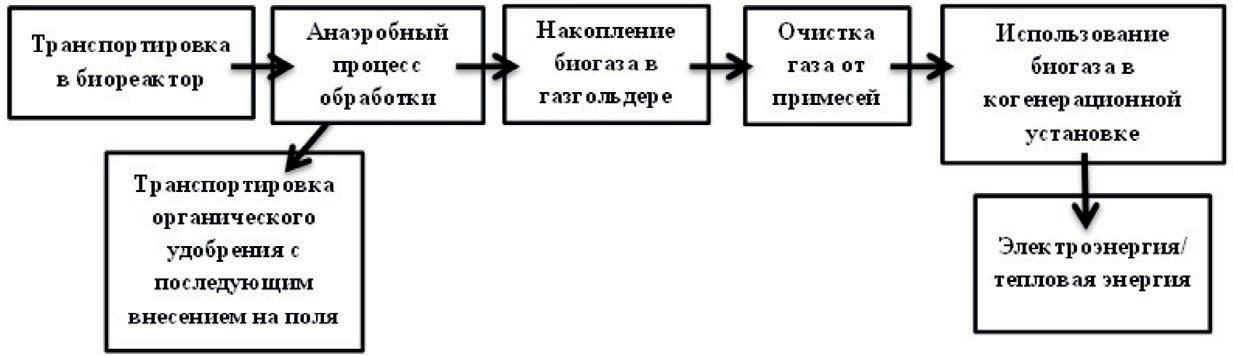 Транспортировка
в биореактор
Анаэробный
процесс
обработки
Накопление
биогаза в
газгольдере
Очистка
газа от
примесей
Использование
биогаза в
когенерационной
установке
Транспортировка
органического
удобрения с
последующим
внесением на поля
Электроэнергия/
тепловая энергия